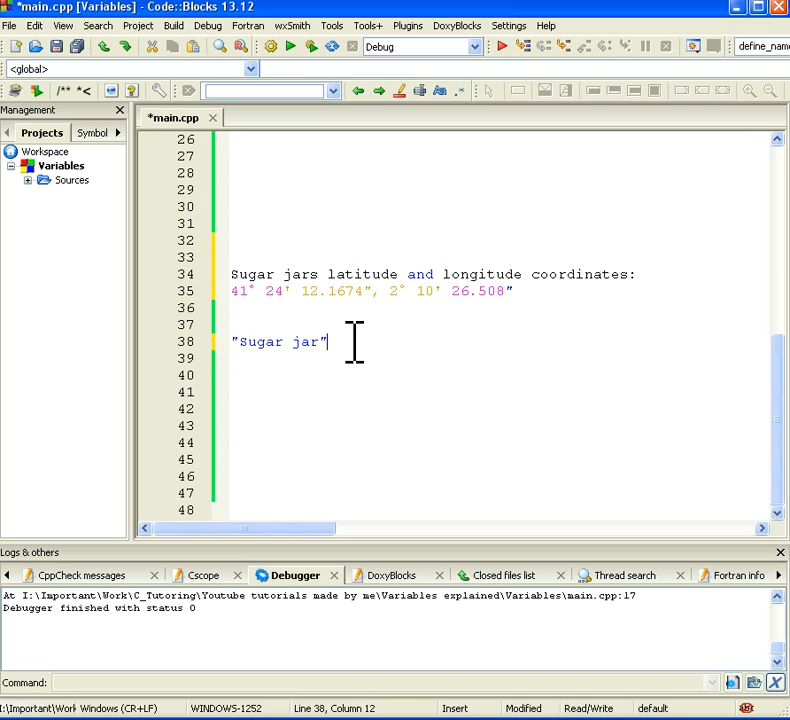 *main.cpp [Variables] - Code::Blocks 13.12
File Edit View Search Project Build Debug Fortran wxSmith Tools Tools+ Plugins DoxyBlocks Settings Help
Debug
define_nam
<global>
/** *<
Aa .*
Management
Projects Symbol
Workspace
Variables
Sources
*main.cpp
26
27
28
29
30
31
32
33
34 Sugar jars latitude and longitude coordinates:
35 41° 24' 12.1674", 2° 10' 26.508"
36
37
38 "Sugar jar"
39
40
41
42
43
44
45
46
47
48
Logs & others
CppCheck messages Cscope Debugger DoxyBlocks Closed files list Thread search Fortran info
At I:\Important\Work\C_Tutoring\Youtube tutorials made by me\Variables explained\Variables\main.cpp:17
Debugger finished with status 0
Command:
I:\Important\Work Windows (CR+LF) WINDOWS-1252 Line 38, Column 12 Insert Modified Read/Write default